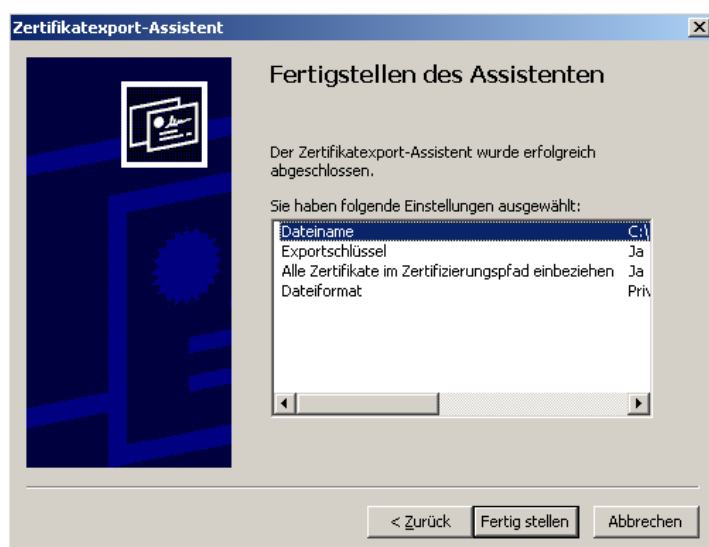 Zertifikatexport-Assistent
Fertigstellen des Assistenten
Der Zertifikatexport-Assistent wurde erfolgreich
abgeschlossen.
Sie haben folgende Einstellungen ausgewählt:
Dateiname C:\
Exportschlüssel Ja
Alle Zertifikate im Zertifizierungspfad einbeziehen Ja
Dateiformat Priv
< Zurück Fertig stellen Abbrechen